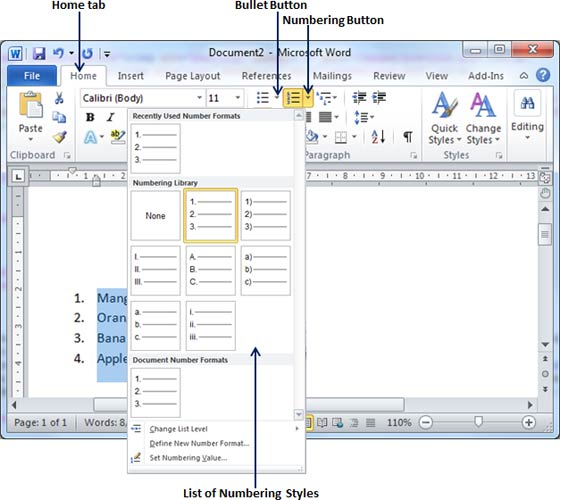 Home tab
Bullet Button
Numbering Button
Document2 - Microsoft Word
File Home Insert Page Layout References Mailings Review View Add-Ins
Calibri (Body) 11
Paste
B I
Quick Styles
Change Styles
Editing
Clipboard Paragraph Styles
Recently Used Number Formats
1.
2.
3.
Numbering Library
None
1.
2.
3.
1)
2)
3)
I.
II.
III.
A.
B.
C.
a)
b)
c)
a.
b.
c.
i.
ii.
iii.
1. Mang
2. Oran
3. Bana
4. Apple
Document Number Formats
1.
2.
3.
Change List Level
Define New Number Format...
Set Numbering Value...
Page: 1 of 1 Words: 8 110%
List of Numbering Styles